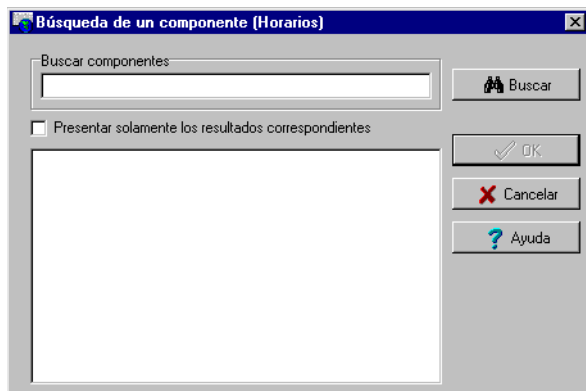 Búsqueda de un componente (Horarios)
Buscar componentes
Buscar
Presentar solamente los resultados correspondientes
OK
Cancelar
Ayuda